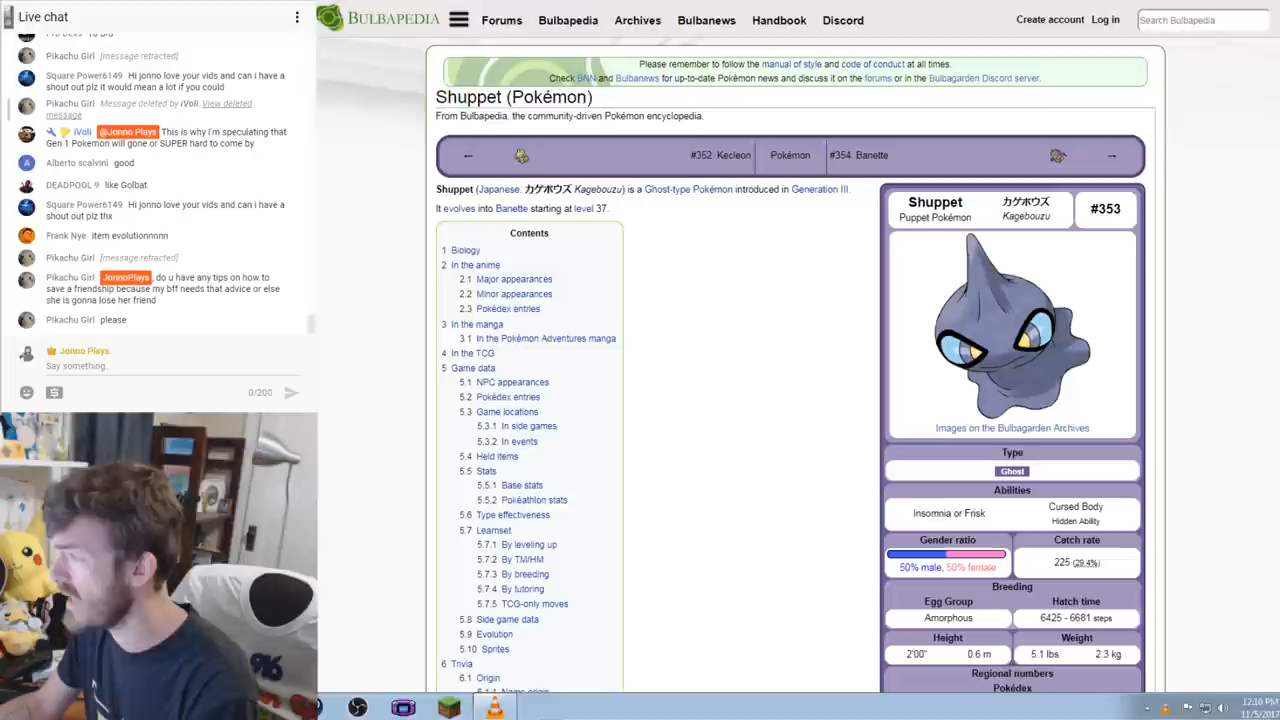 Live chat
Pikachu Girl [message retracted]
Square Power6149 Hi jonno love your vids and can i have a
shout out plz it would mean a lot if you could
Pikachu Girl Message deleted by iVoli View deleted
message
iVoli @Jonno Plays This is why I'm speculating that
Gen 1 Pokemon will gone or SUPER hard to come by
Alberto scalvini good
DEADPOOL 9 like Golbat
Square Power6149 Hi jonno love your vids and can i have a
shout out plz thx
Frank Nye item evolutionnnnn
Pikachu Girl [message retracted]
Pikachu Girl JonnoPlays do u have any tips on how to
save a friendship because my bff needs that advice or else
she is gonna lose her friend
Pikachu Girl please
Jonno Plays
Say something...
0/200
96
BULBAPEDIA Forums Bulbapedia Archives Bulbanews Handbook Discord
Create account Log in Search Bulbapedia
Please remember to follow the manual of style and code of conduct at all times.
Check BNN and Bulbanews for up-to-date Pokémon news and discuss it on the forums or in the Bulbagarden Discord server.
Shuppet (Pokémon)
From Bulbapedia, the community-driven Pokémon encyclopedia.
← #352 Kecleon Pokémon #354 Banette →
Shuppet (Japanese: カゲボウズ Kagebouzu) is a Ghost-type Pokémon introduced in Generation III.
It evolves into Banette starting at level 37.
Contents
1 Biology
2 In the anime
2.1 Major appearances
2.2 Minor appearances
2.3 Pokédex entries
3 In the manga
3.1 In the Pokémon Adventures manga
4 In the TCG
5 Game data
5.1 NPC appearances
5.2 Pokédex entries
5.3 Game locations
5.3.1 In side games
5.3.2 In events
5.4 Held items
5.5 Stats
5.5.1 Base stats
5.5.2 Pokéathlon stats
5.6 Type effectiveness
5.7 Learnset
5.7.1 By leveling up
5.7.2 By TM/HM
5.7.3 By breeding
5.7.4 By tutoring
5.7.5 TCG-only moves
5.8 Side game data
5.9 Evolution
5.10 Sprites
6 Trivia
6.1 Origin
6.1.1 Name origin
Shuppet カゲボウズ #353
Puppet Pokémon Kagebouzu
Images on the Bulbagarden Archives
Type
Ghost
Abilities
Insomnia or Frisk Cursed Body
Hidden Ability
Gender ratio Catch rate
50% male, 50% female 225 (29.4%)
Breeding
Egg Group Hatch time
Amorphous 6425 - 6681 steps
Height Weight
2'00" 0.6 m 5.1 lbs. 2.3 kg
Regional numbers
Pokédex
12:10 PM
11/5/2017